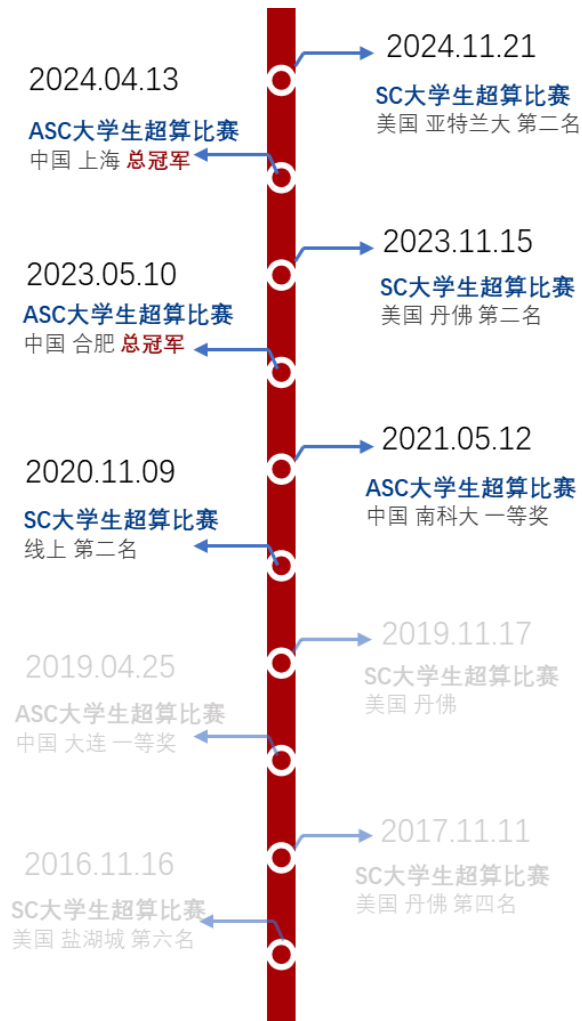 2024.11.21
SC大学生超算比赛
美国 亚特兰大 第二名
2024.04.13
ASC大学生超算比赛
中国 上海 总冠军
2023.11.15
SC大学生超算比赛
美国 丹佛 第二名
2023.05.10
ASC大学生超算比赛
中国 合肥 总冠军
2021.05.12
ASC大学生超算比赛
中国 南科大 一等奖
2020.11.09
SC大学生超算比赛
线上 第二名
2019.11.17
SC大学生超算比赛
美国 丹佛
2019.04.25
ASC大学生超算比赛
中国 大连 一等奖
2017.11.11
SC大学生超算比赛
美国 丹佛 第四名
2016.11.16
SC大学生超算比赛
美国 盐湖城 第六名